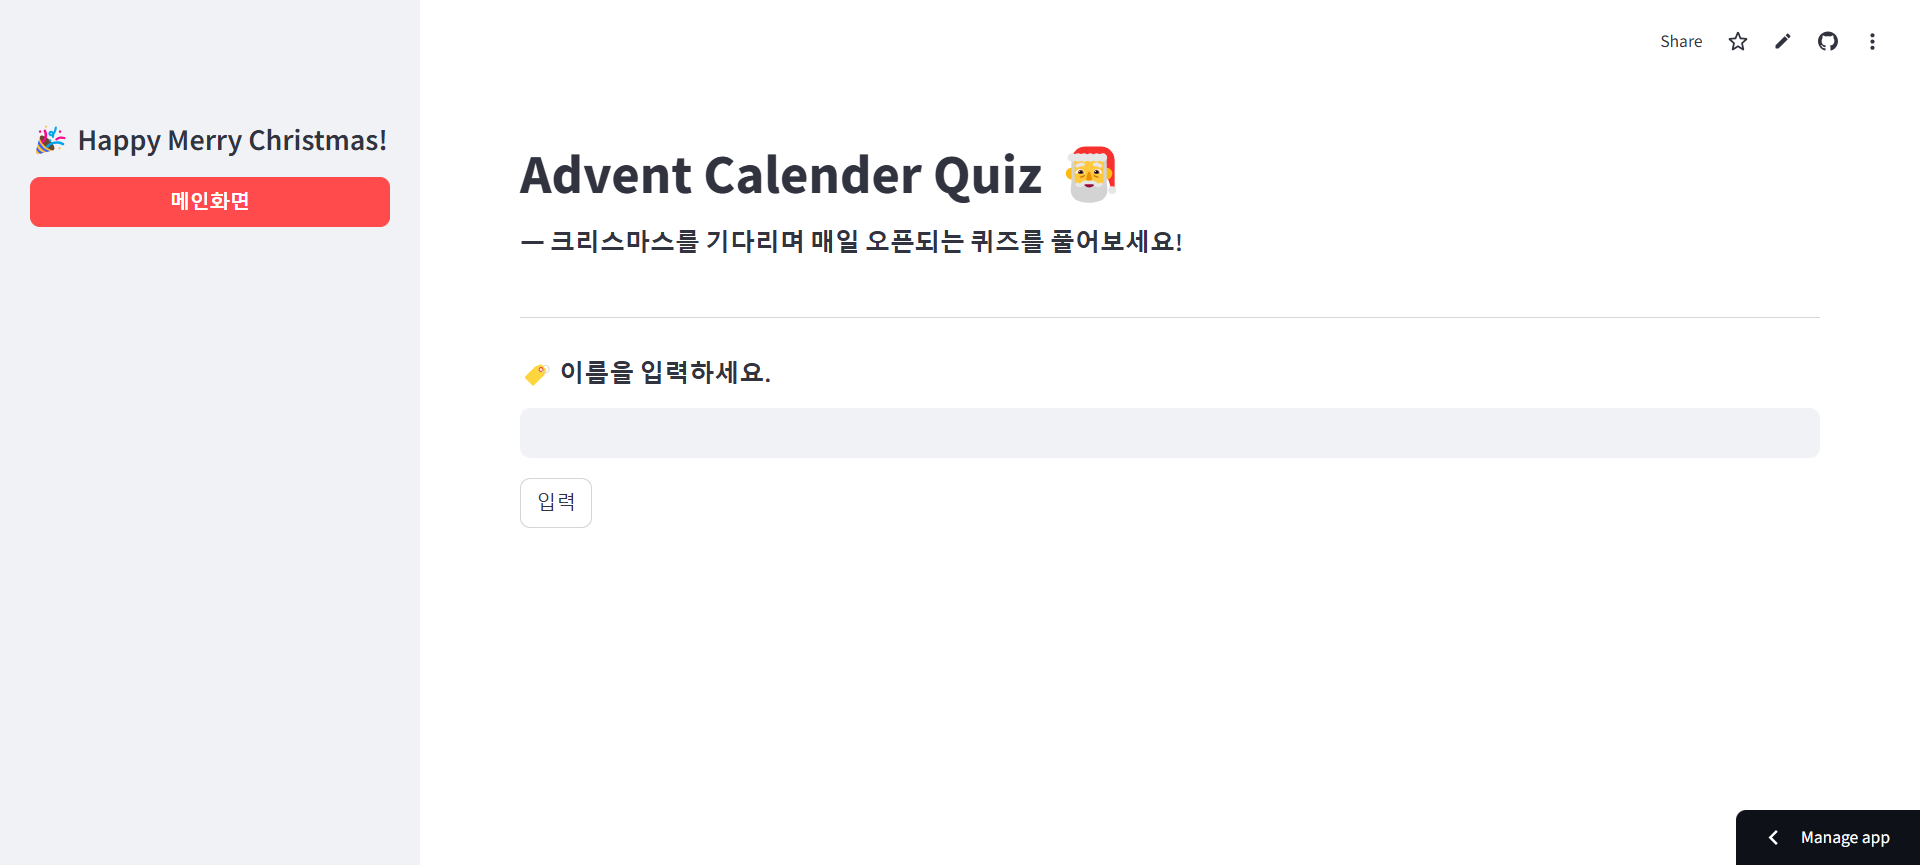 Share
Happy Merry Christmas!
메인화면
Advent Calender Quiz
— 크리스마스를 기다리며 매일 오픈되는 퀴즈를 풀어보세요!
이름을 입력하세요.
입력
Manage app